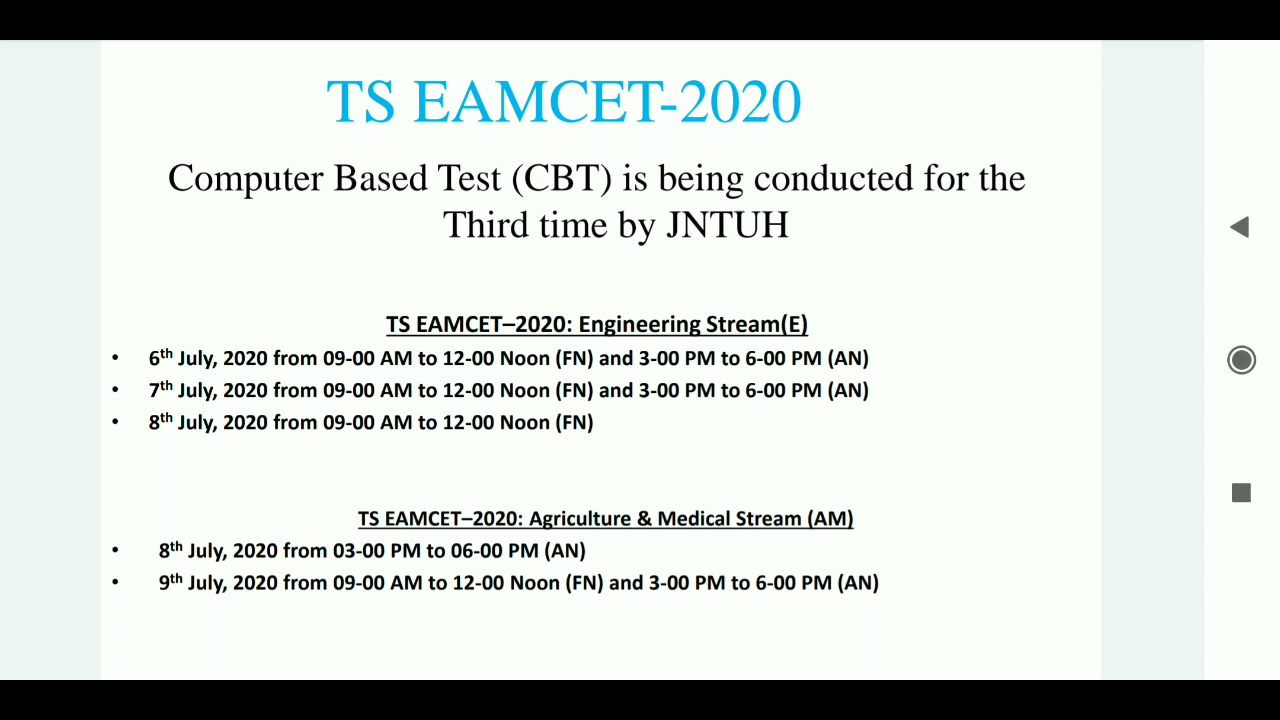 TS EAMCET-2020
Computer Based Test (CBT) is being conducted for the
Third time by JNTUH
TS EAMCET–2020: Engineering Stream(E)
• 6th July, 2020 from 09-00 AM to 12-00 Noon (FN) and 3-00 PM to 6-00 PM (AN)
• 7th July, 2020 from 09-00 AM to 12-00 Noon (FN) and 3-00 PM to 6-00 PM (AN)
• 8th July, 2020 from 09-00 AM to 12-00 Noon (FN)
TS EAMCET–2020: Agriculture & Medical Stream (AM)
• 8th July, 2020 from 03-00 PM to 06-00 PM (AN)
• 9th July, 2020 from 09-00 AM to 12-00 Noon (FN) and 3-00 PM to 6-00 PM (AN)